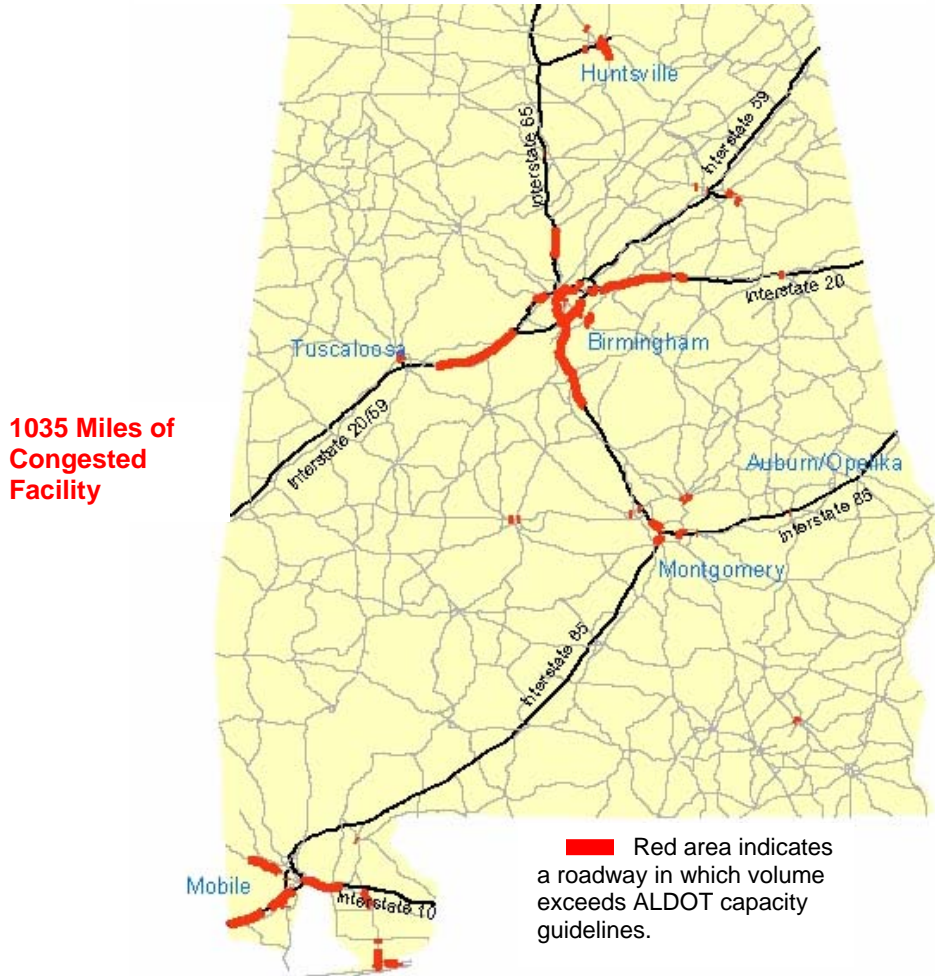 Huntsville
Interstate 65
Interstate 59
Interstate 20
Birmingham
Tuscaloosa
Interstate 20/59
1035 Miles of
Congested
Facility
Auburn/Opelika
Interstate 85
Montgomery
Interstate 65
Mobile
Interstate 10
Red area indicates
a roadway in which volume
exceeds ALDOT capacity
guidelines.